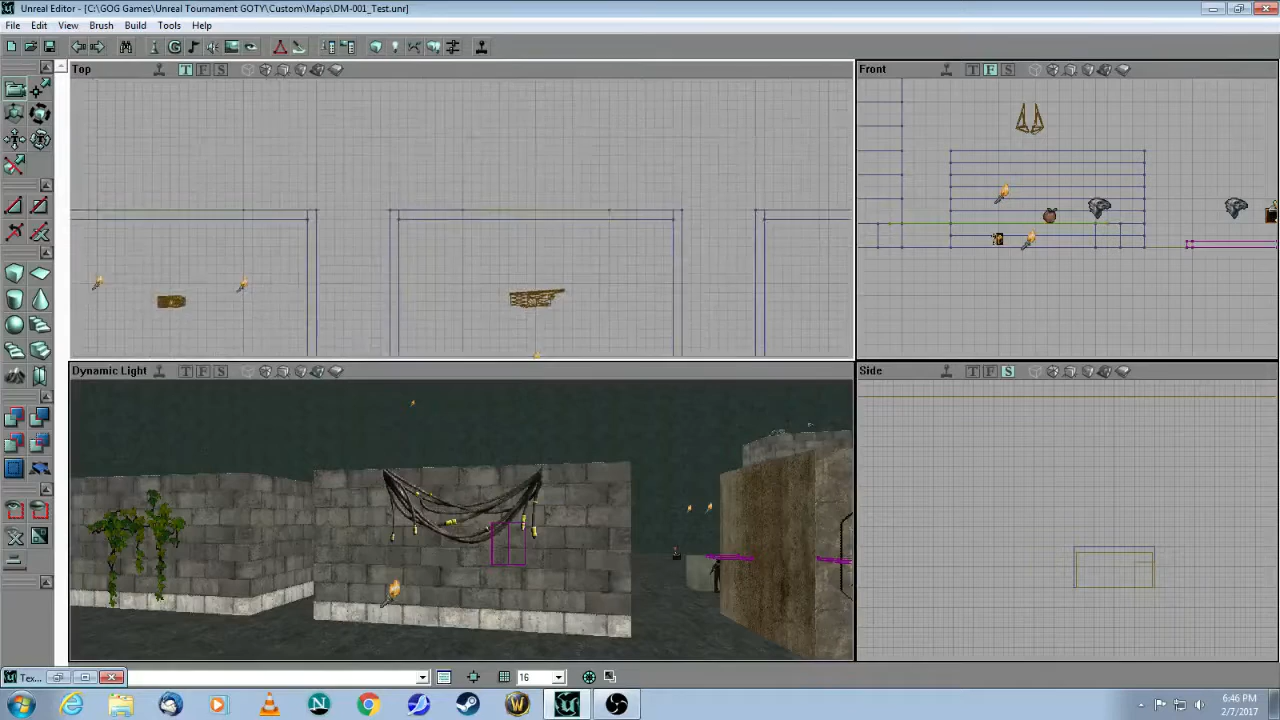 Unreal Editor - [C:\GOG Games\Unreal Tournament GOTY\Custom\Maps\DM-001_Test.unr]
File Edit View Brush Build Tools Help
Top T F S
Front T F S
Dynamic Light T F S
Side T F S
Tex...
16
6:46 PM
2/7/2017